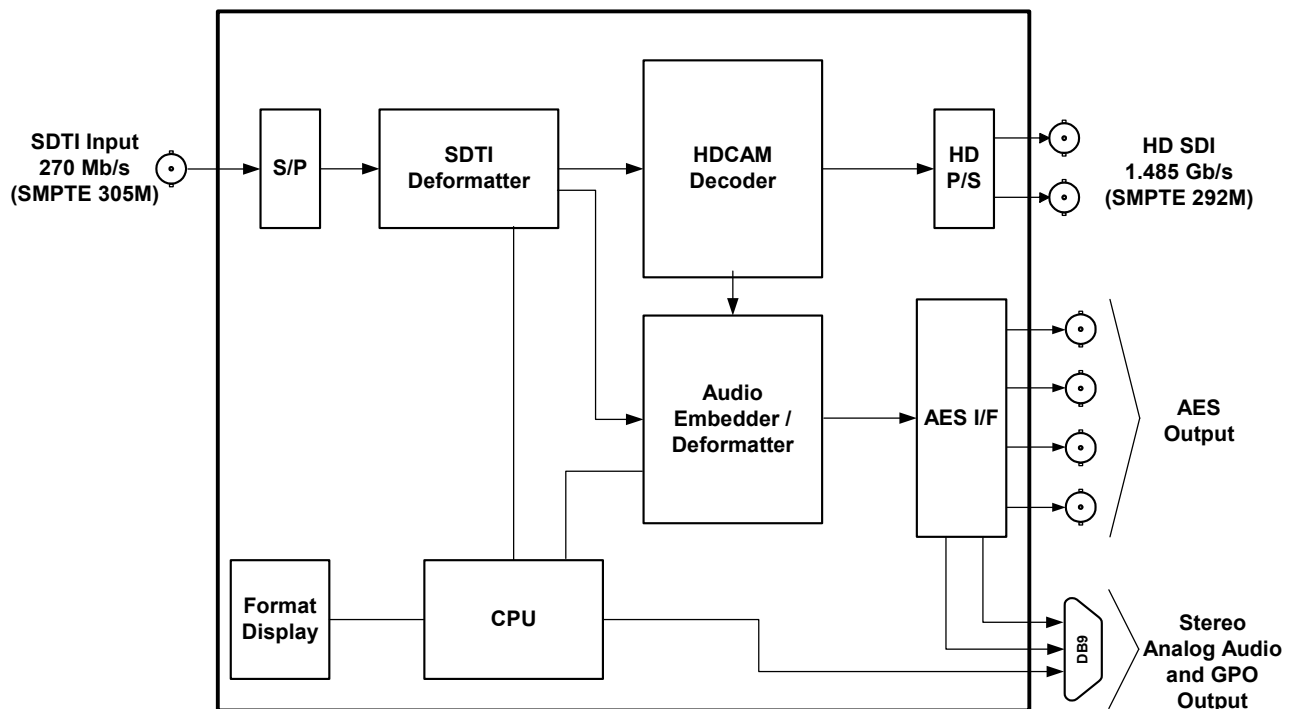 SDTI Input
270 Mb/s
(SMPTE 305M)
S/P
SDTI
Deformatter
HDCAM
Decoder
HD
P/S
HD SDI
1.485 Gb/s
(SMPTE 292M)
Audio
Embedder /
Deformatter
AES I/F
AES
Output
Format
Display
CPU
DB9
Stereo
Analog Audio
and GPO
Output